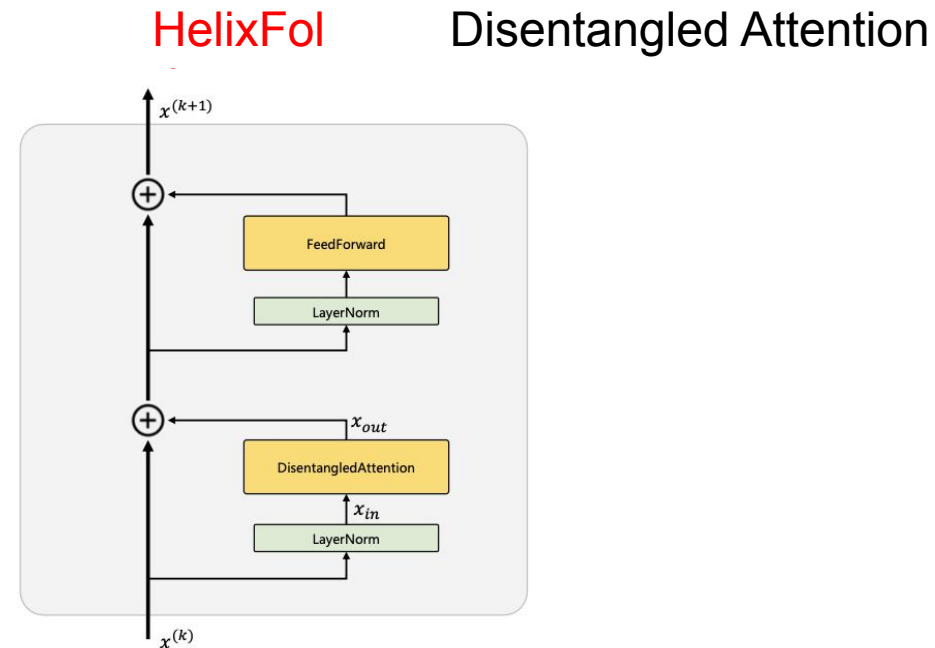 HelixFol Disentangled Attention
x^(k+1)
FeedForward
LayerNorm
x_out
DisentangledAttention
x_in
LayerNorm
x^(k)